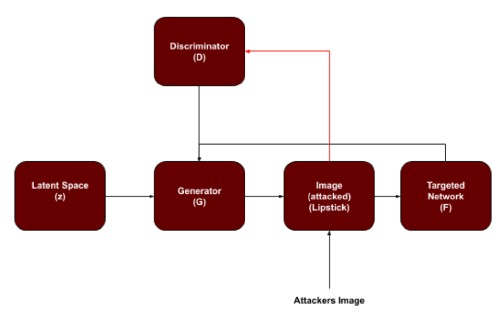 Discriminator
(D)
Latent Space
(z)
Generator
(G)
Image
(attacked)
(Lipstick)
Targeted
Network
(F)
Attackers Image